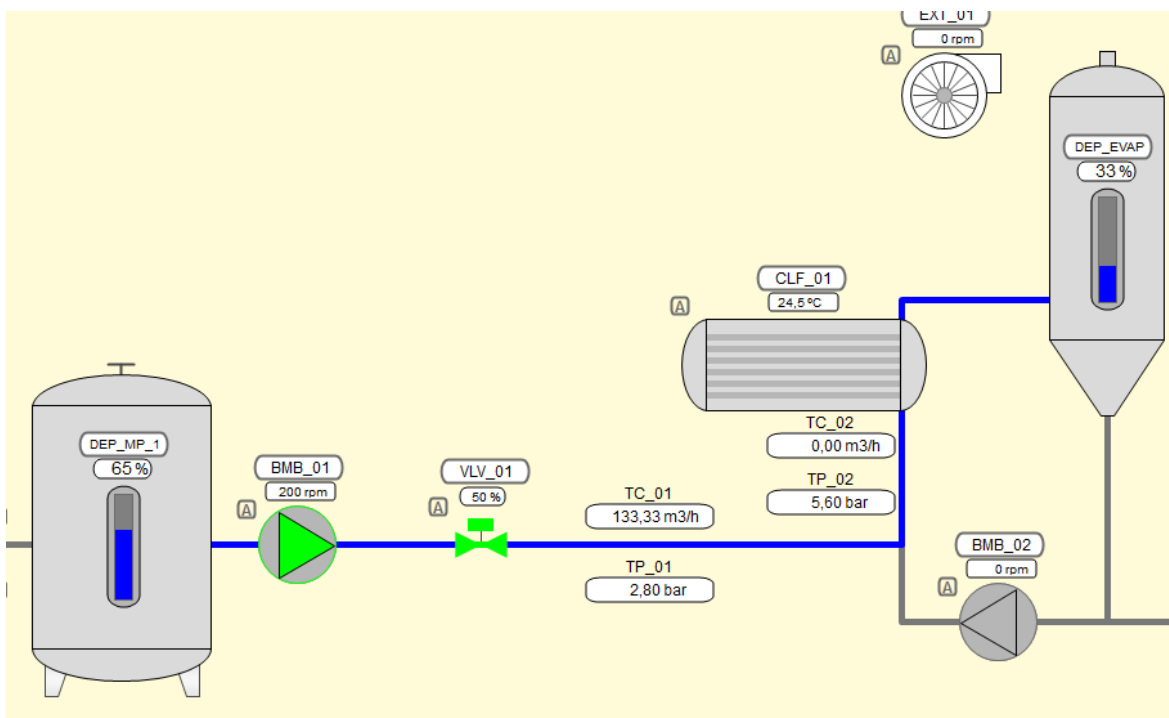 EXT_01
0 rpm
A
DEP_EVAP
33 %
CLF_01
24,5 ºC
A
TC_02
0,00 m3/h
TP_02
5,60 bar
DEP_MP_1
65 %
BMB_01
200 rpm
A
VLV_01
50 %
A
TC_01
133,33 m3/h
TP_01
2,80 bar
BMB_02
0 rpm
A